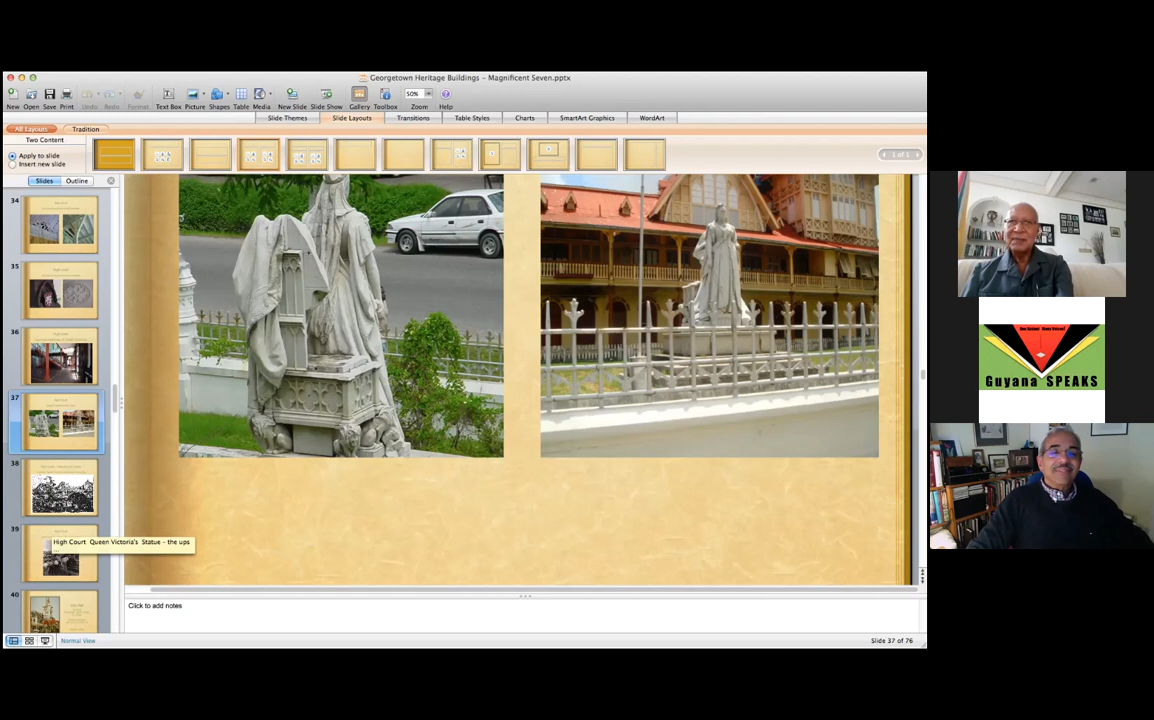 Georgetown Heritage Buildings - Magnificent Seven.pptx
New Open Save Print Undo Redo Format Text Box Picture Shapes Table Media New Slide Slide Show Gallery Toolbox Zoom Help
50%
Slide Themes Slide Layouts Transitions Table Styles Charts SmartArt Graphics WordArt
All Layouts Tradition
Two Content
Apply to slide
Insert new slide
1 of 1
Slides Outline
34
35
36
37
38
39
High Court Queen Victoria's Statue - the ups
...
40
Click to add notes
Normal View
Slide 37 of 76
Guyana SPEAKS